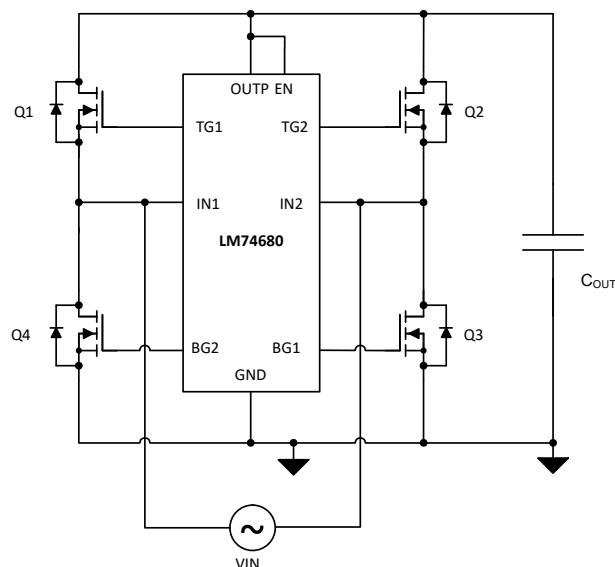 OUTP EN
Q1
TG1
TG2
Q2
IN1
IN2
LM74680
COUT
Q4
BG2
BG1
Q3
GND
VIN